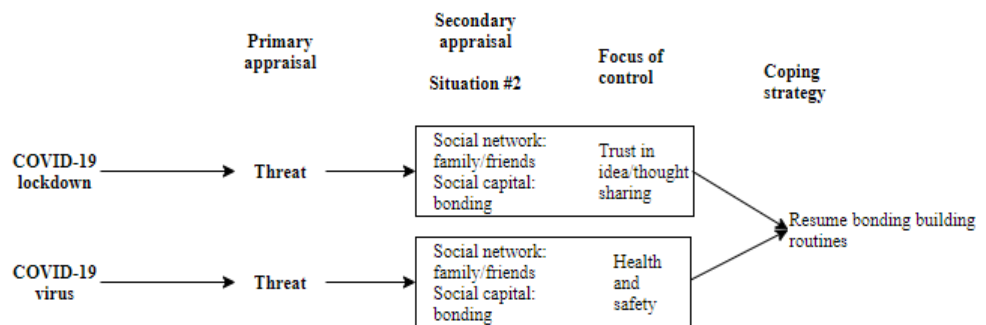 Primary
appraisal
Secondary
appraisal
Situation #2
Focus of
control
Coping
strategy
COVID-19
lockdown
Threat
Social network:
family/friends
Social capital:
bonding
Trust in
idea/thought
sharing
Resume bonding building
routines
COVID-19
virus
Threat
Social network:
family/friends
Social capital:
bonding
Health
and
safety